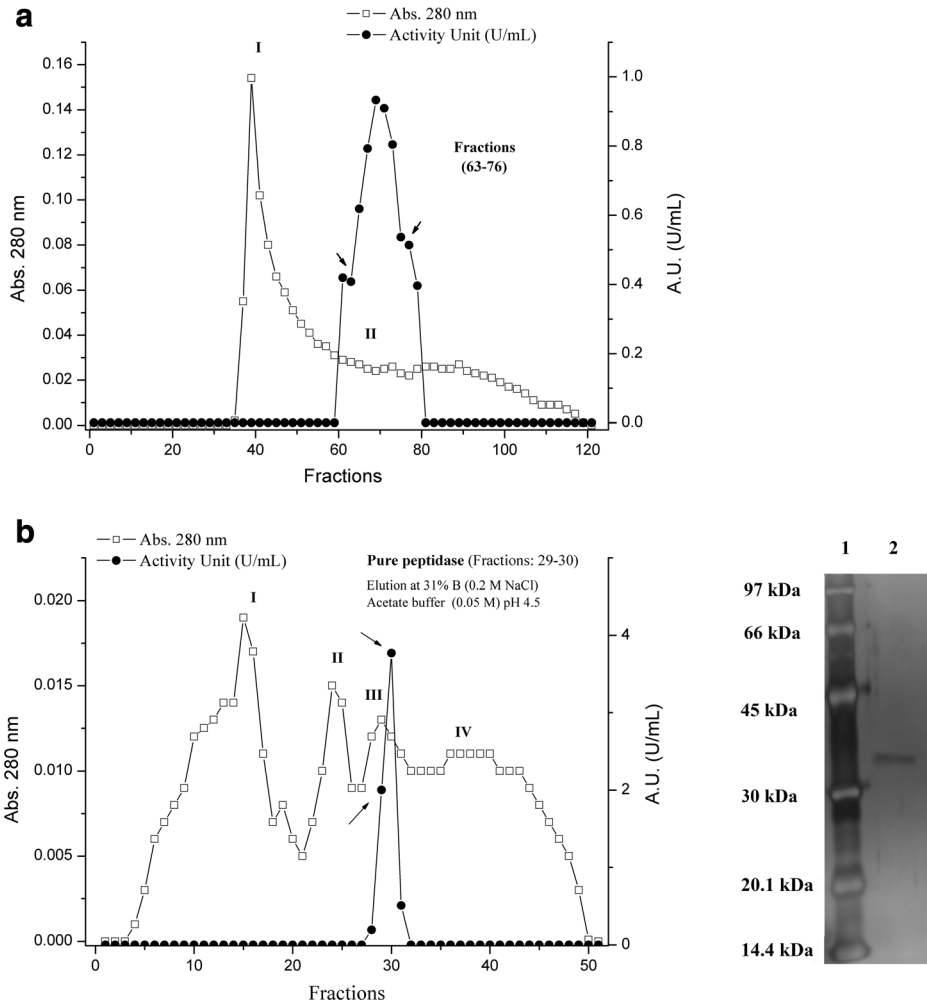 a
Abs. 280 nm
Activity Unit (U/mL)
I
0.16
0.14
0.12
0.10
0.08
0.06
0.04
0.02
0.00
Abs. 280 nm
Fractions
(63-76)
II
1.0
0.8
0.6
0.4
0.2
0.0
A.U. (U/mL)
0 20 40 60 80 100 120
Fractions
b
Abs. 280 nm
Activity Unit (U/mL)
Pure peptidase (Fractions: 29-30)
Elution at 31% B (0.2 M NaCl)
Acetate buffer (0.05 M) pH 4.5
I
II
III
IV
0.020
0.015
0.010
0.005
0.000
Abs. 280 nm
4
2
0
A.U. (U/mL)
0 10 20 30 40 50
Fractions
1 2
97 kDa
66 kDa
45 kDa
30 kDa
20.1 kDa
14.4 kDa